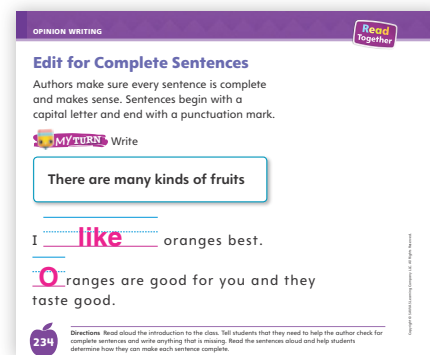 OPINION WRITING
Read
Together
Edit for Complete Sentences
Authors make sure every sentence is complete
and makes sense. Sentences begin with a
capital letter and end with a punctuation mark.
MY TURN Write
There are many kinds of fruits
I like oranges best.
Oranges are good for you and they
taste good.
234
Directions Read aloud the introduction to the class. Tell students that they need to help the author check for
complete sentences and write anything that is missing. Read the sentences aloud and help students
determine how they can make each sentence complete.